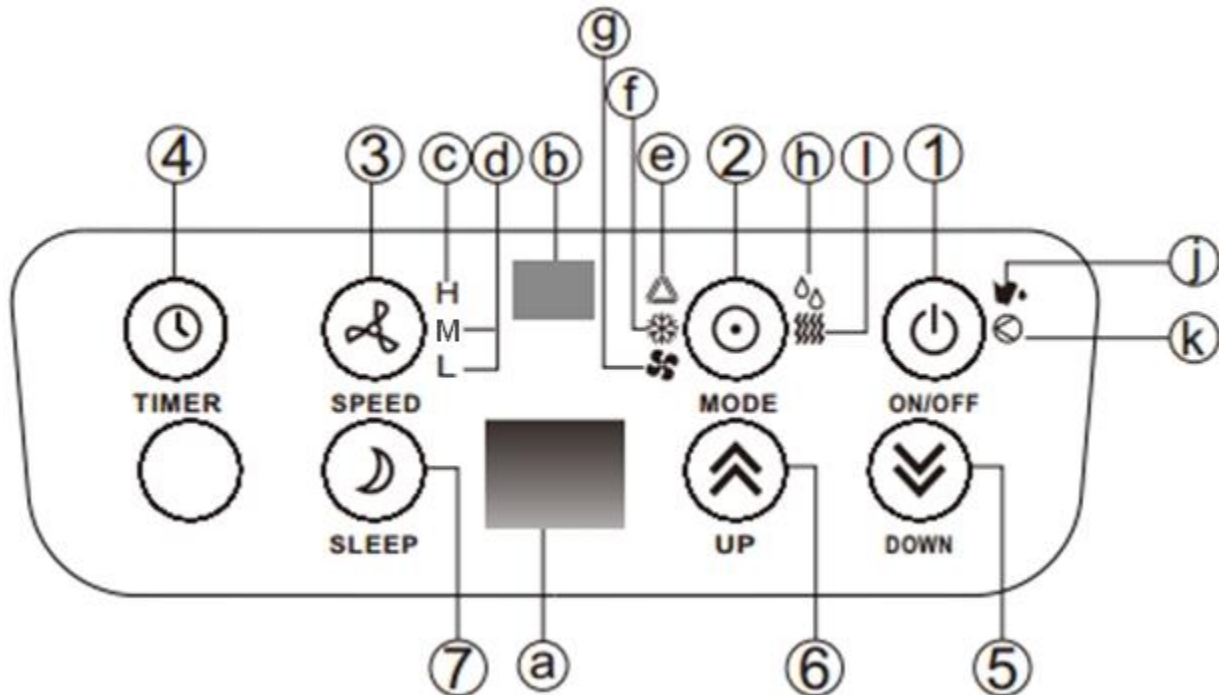 g
f
4 3 c d b e 2 h l 1
j
H
M
L
k
TIMER SPEED MODE ON/OFF
SLEEP UP DOWN
7 a 6 5